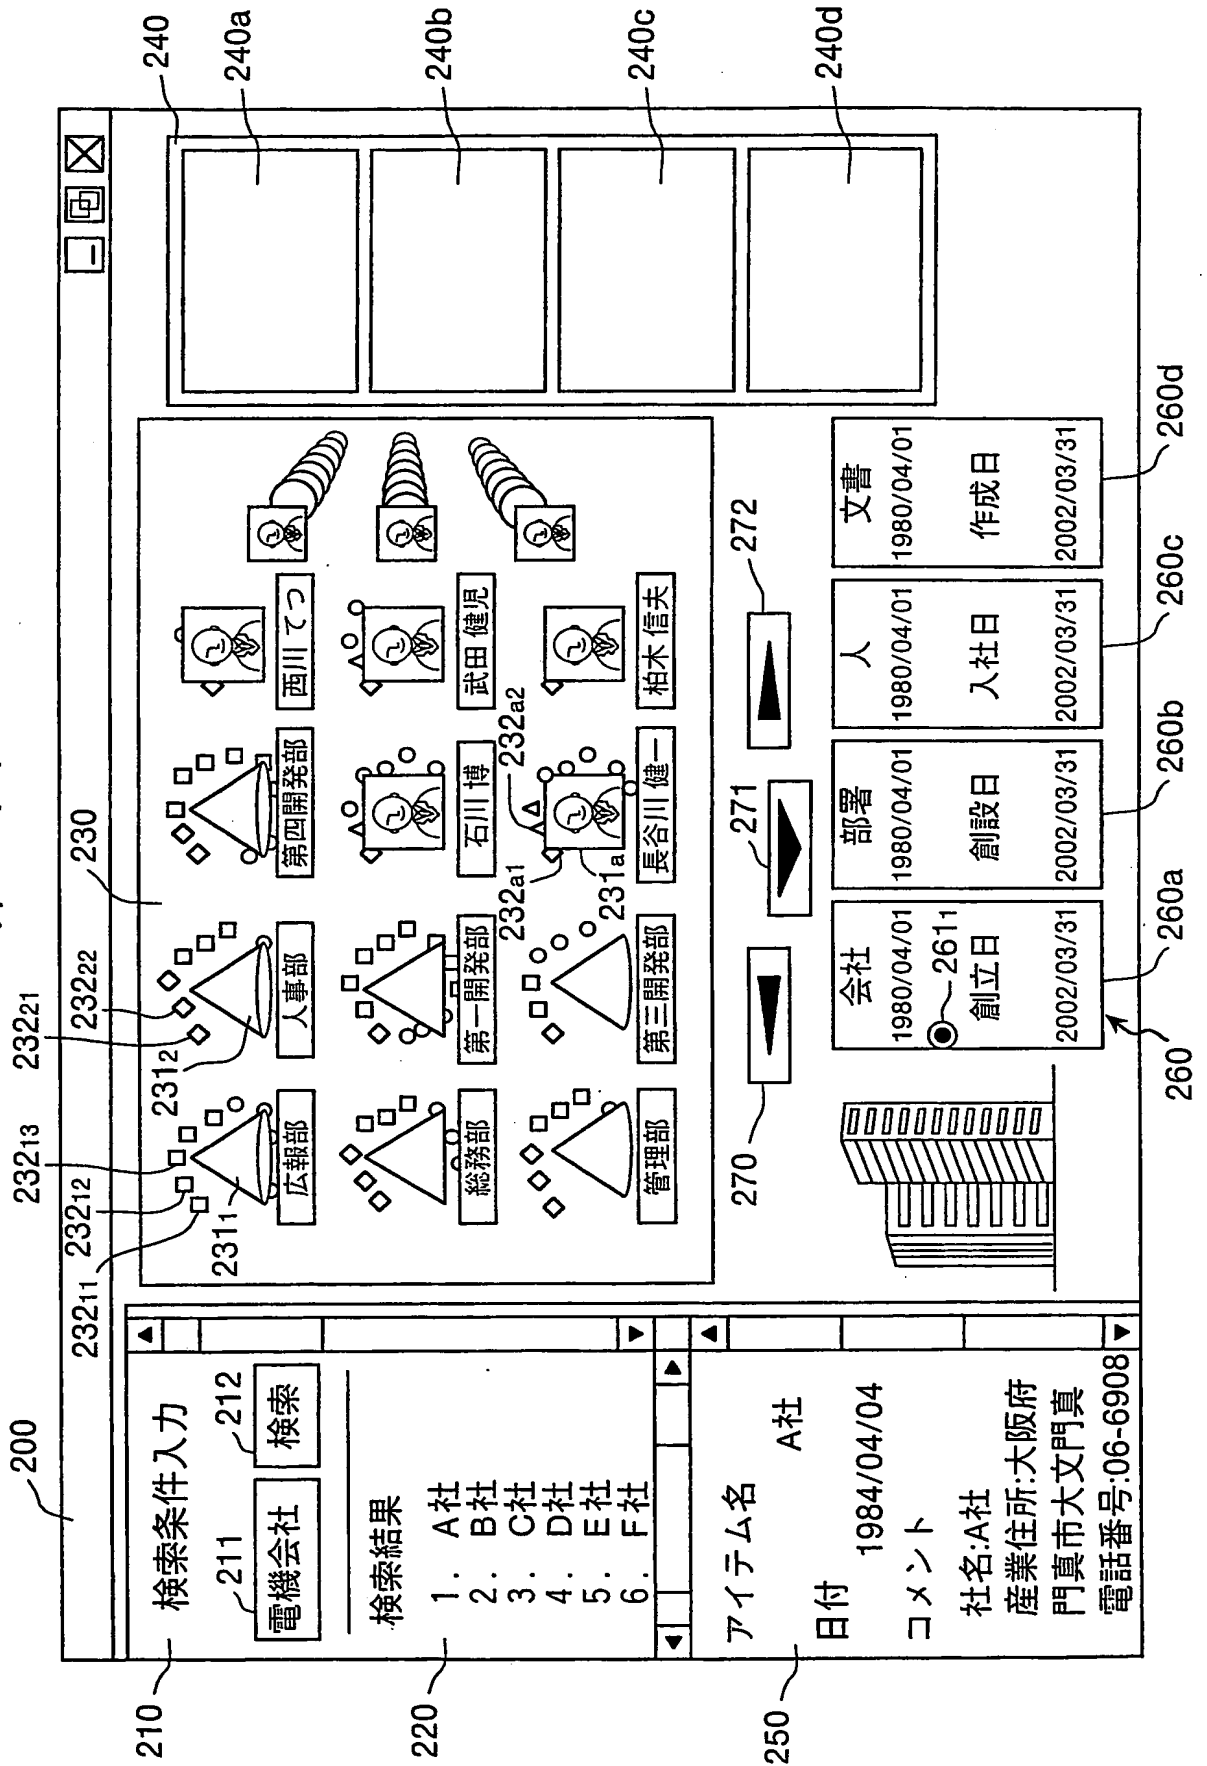 200
210
検索条件入力
211
電機会社
212
検索
220
検索結果
1. A社
2. B社
3. C社
4. D社
5. E社
6. F社
250
アイテム名
A社
日付
1984/04/04
コメント
社名:A社
産業住所:大阪府
門真市大文門真
電話番号:06-6908
230
23211
23212
23213
23221
23222
2311
2312
広報部
人事部
第四開発部
西川 てつ
総務部
第一開発部
石川 博
武田 健児
管理部
第三開発部
長谷川 健一
柏木 信夫
232a1
232a2
231a
240
240a
240b
240c
240d
270
271
272
260
会社
1980/04/01
2611
創立日
2002/03/31
260a
部署
1980/04/01
創設日
2002/03/31
260b
人
1980/04/01
入社日
2002/03/31
260c
文書
1980/04/01
作成日
2002/03/31
260d